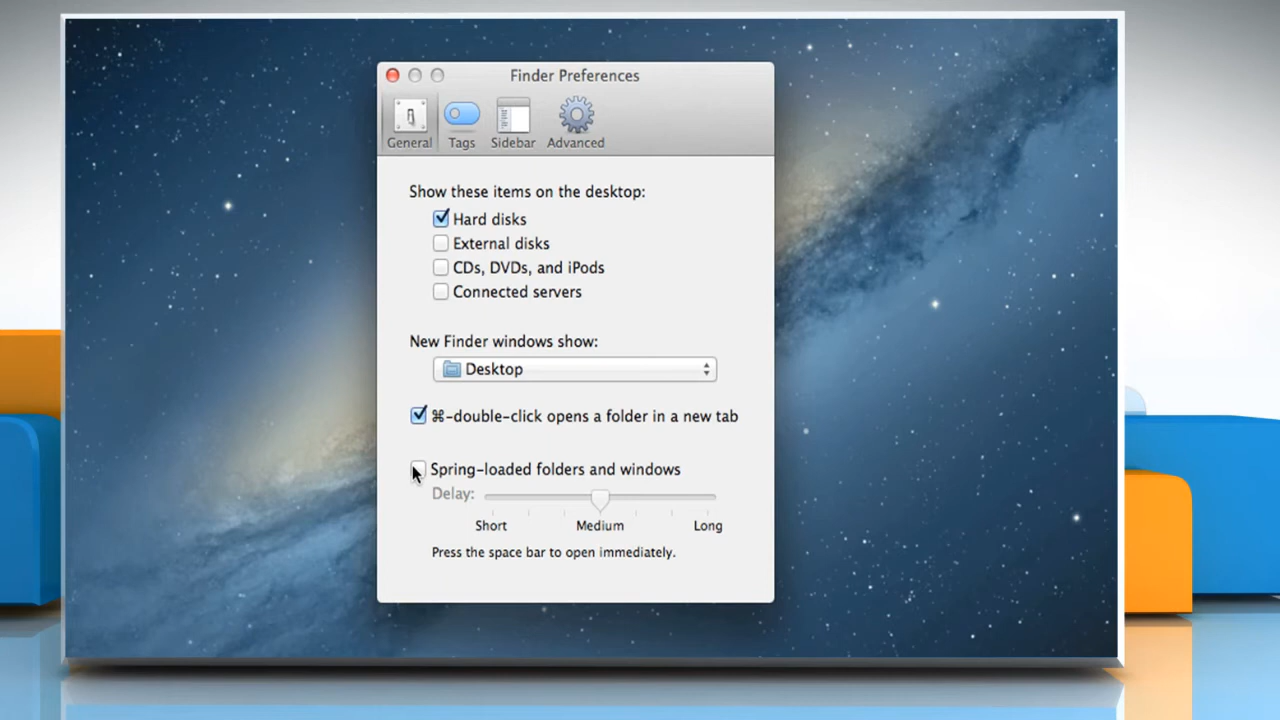 Finder Preferences
General Tags Sidebar Advanced
Show these items on the desktop:
Hard disks
External disks
CDs, DVDs, and iPods
Connected servers
New Finder windows show:
Desktop
⌘-double-click opens a folder in a new tab
Spring-loaded folders and windows
Delay:
Short Medium Long
Press the space bar to open immediately.